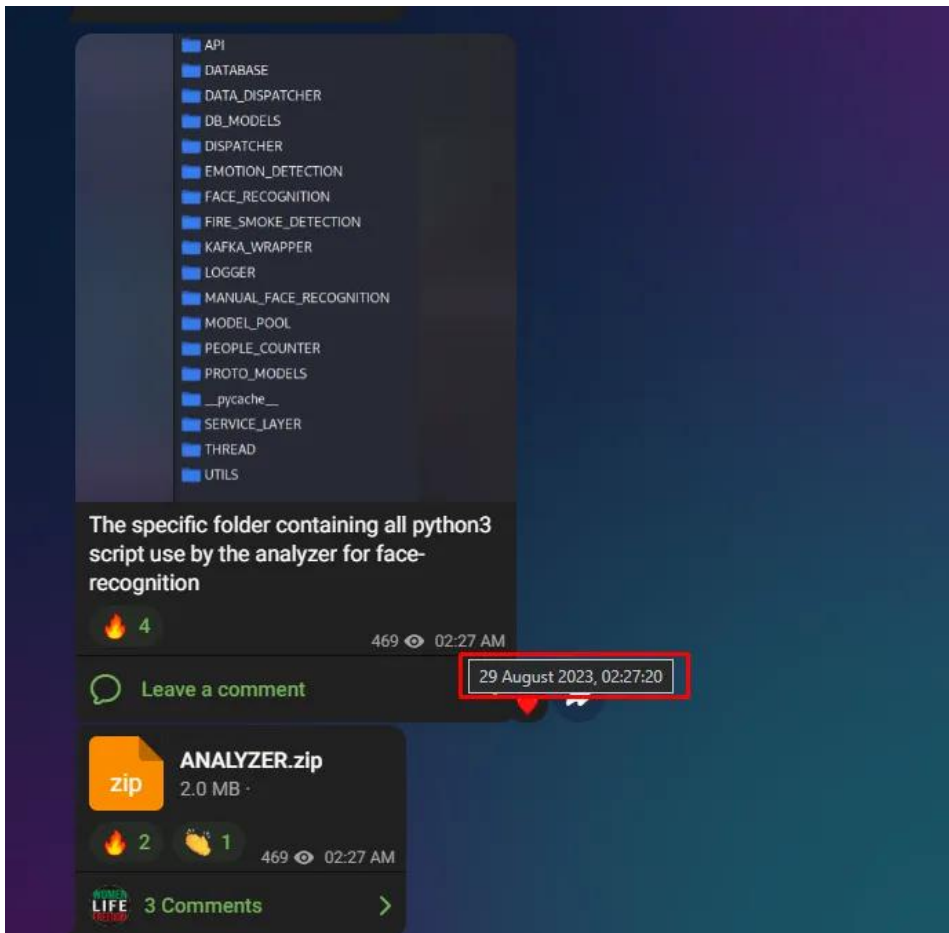 API
DATABASE
DATA_DISPATCHER
DB_MODELS
DISPATCHER
EMOTION_DETECTION
FACE_RECOGNITION
FIRE_SMOKE_DETECTION
KAFKA_WRAPPER
LOGGER
MANUAL_FACE_RECOGNITION
MODEL_POOL
PEOPLE_COUNTER
PROTO_MODELS
__pycache__
SERVICE_LAYER
THREAD
UTILS
The specific folder containing all python3
script use by the analyzer for face-
recognition
4
469 02:27 AM
29 August 2023, 02:27:20
Leave a comment
zip
ANALYZER.zip
2.0 MB ·
2 1
469 02:27 AM
WOMEN
LIFE
FREEDOM
3 Comments